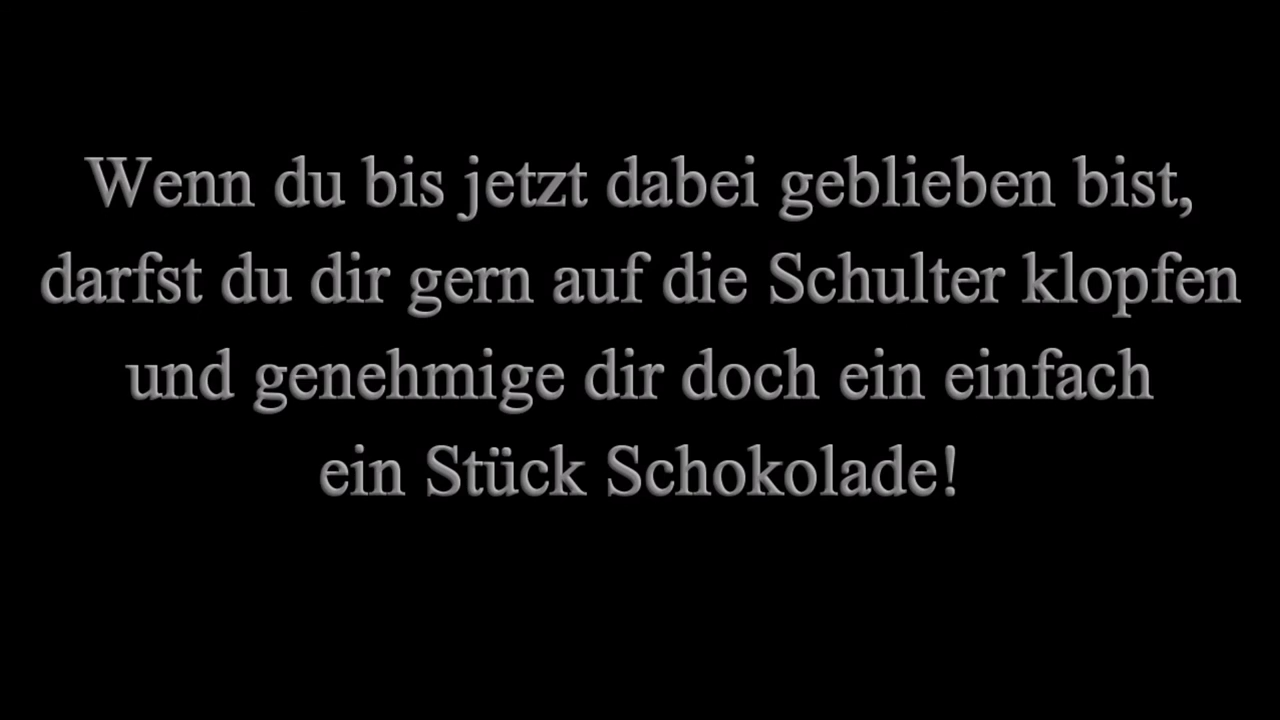 Wenn du bis jetzt dabei geblieben bist,
darfst du dir gern auf die Schulter klopfen
und genehmige dir doch ein einfach
ein Stück Schokolade!